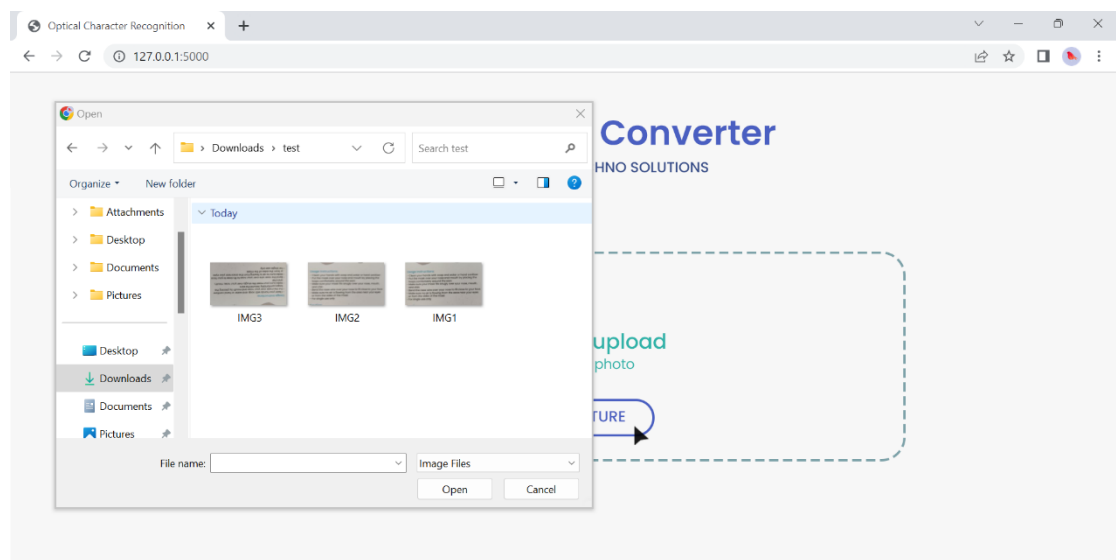 Optical Character Recognition
127.0.0.1:5000
Open
Converter
Downloads > test
Search test
HNO SOLUTIONS
Organize
New folder
Attachments
Today
Desktop
Documents
Pictures
IMG3
IMG2
IMG1
upload
Desktop
photo
Downloads
Documents
TURE
Pictures
File name:
Image Files
Open
Cancel